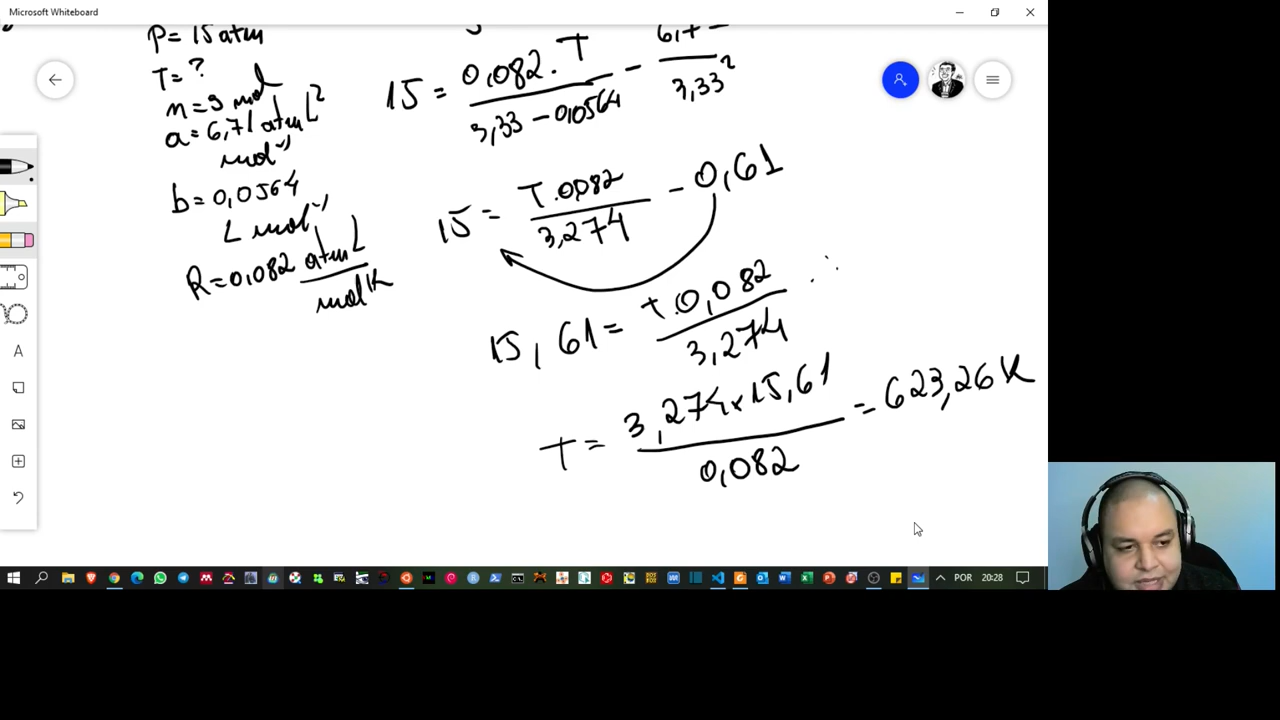 Microsoft Whiteboard
P = 15 atm
T = ?
n = 9 mol
a = 6,71 atm L²
mol⁻¹
b = 0,0564
L mol⁻¹
R = 0,082 atm L / mol K
15 = 0,082 . T / 3,33 - 0,0564 - 6,7 / 3,33²
15 = T . 0,082 / 3,274 - 0,61
15,61 = T . 0,082 / 3,274 ∴
T = 3,274 x 15,61 / 0,082 = 623,26 K
A
POR 20:28